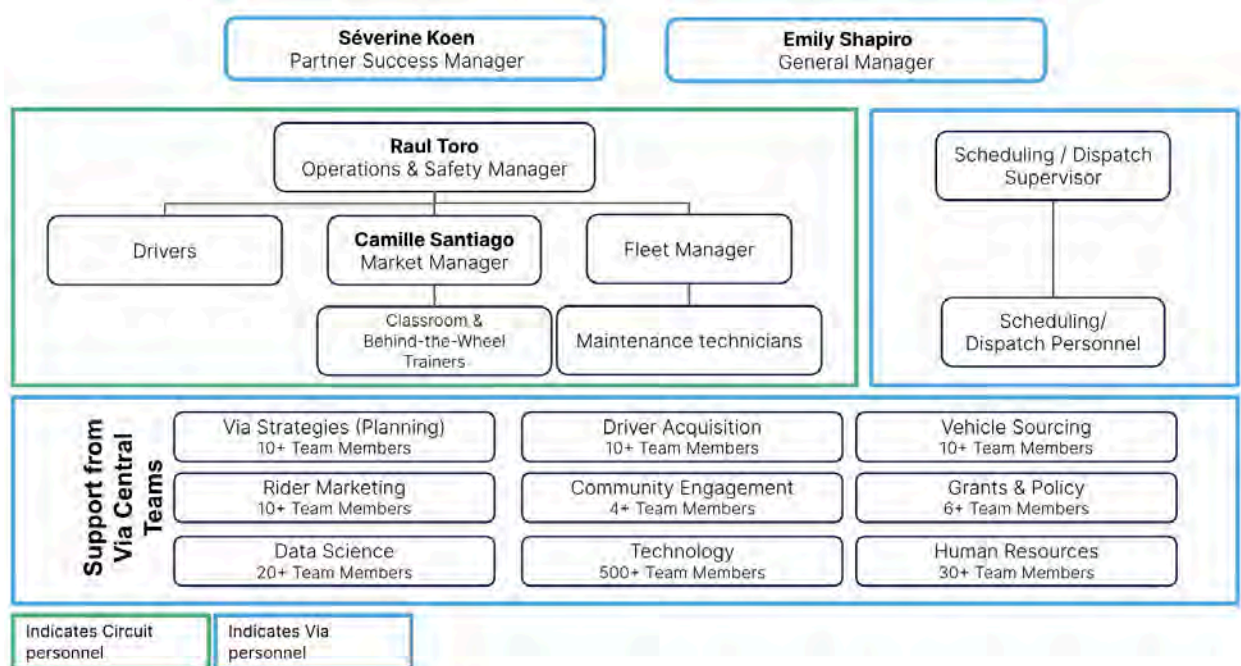 Séverine Koen
Partner Success Manager
Emily Shapiro
General Manager
Raul Toro
Operations & Safety Manager
Drivers
Camille Santiago
Market Manager
Fleet Manager
Classroom &
Behind-the-Wheel
Trainers
Maintenance technicians
Scheduling / Dispatch
Supervisor
Scheduling/
Dispatch Personnel
Support from
Via Central
Teams
Via Strategies (Planning)
10+ Team Members
Driver Acquisition
10+ Team Members
Vehicle Sourcing
10+ Team Members
Rider Marketing
10+ Team Members
Community Engagement
4+ Team Members
Grants & Policy
6+ Team Members
Data Science
20+ Team Members
Technology
500+ Team Members
Human Resources
30+ Team Members
Indicates Circuit
personnel
Indicates Via
personnel